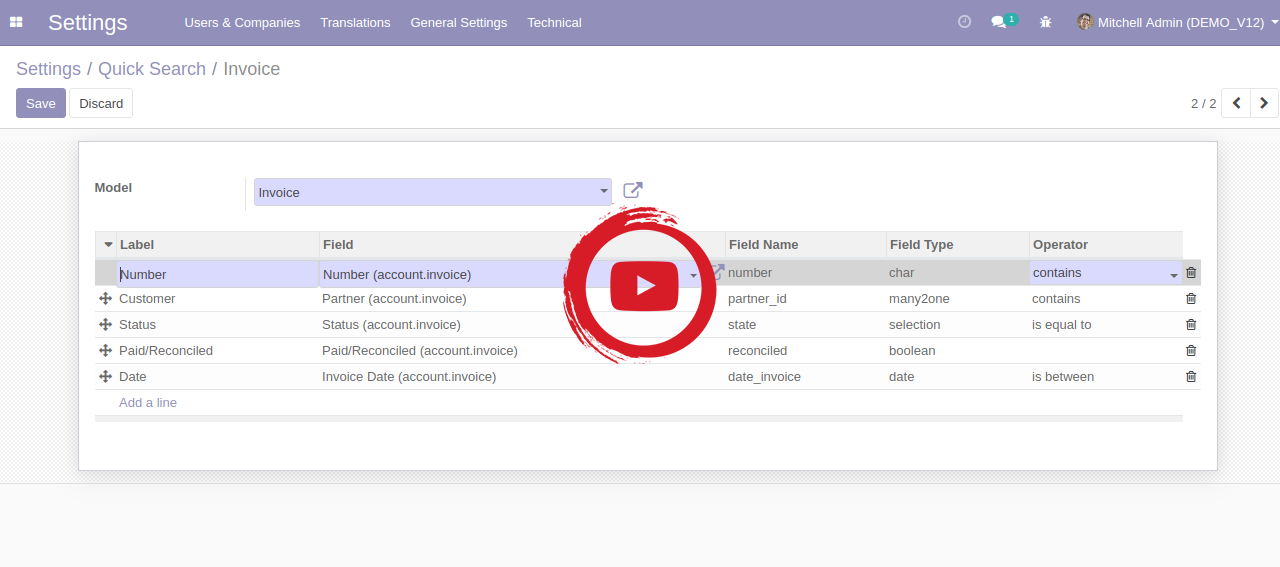 Settings Users & Companies Translations General Settings Technical 1 Mitchell Admin (DEMO_V12)
Settings / Quick Search / Invoice
Save Discard 2 / 2
Model Invoice
Label Field Field Name Field Type Operator
Number Number (account.invoice) number char contains
Customer Partner (account.invoice) partner_id many2one contains
Status Status (account.invoice) state selection is equal to
Paid/Reconciled Paid/Reconciled (account.invoice) reconciled boolean
Date Invoice Date (account.invoice) date_invoice date is between
Add a line